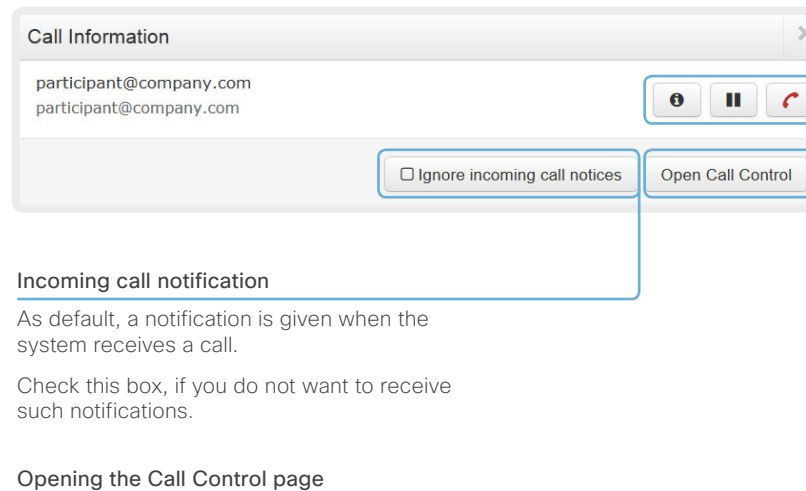 Call Information
participant@company.com
participant@company.com
Ignore incoming call notices
Open Call Control
Incoming call notification
As default, a notification is given when the
system receives a call.
Check this box, if you do not want to receive
such notifications.
Opening the Call Control page